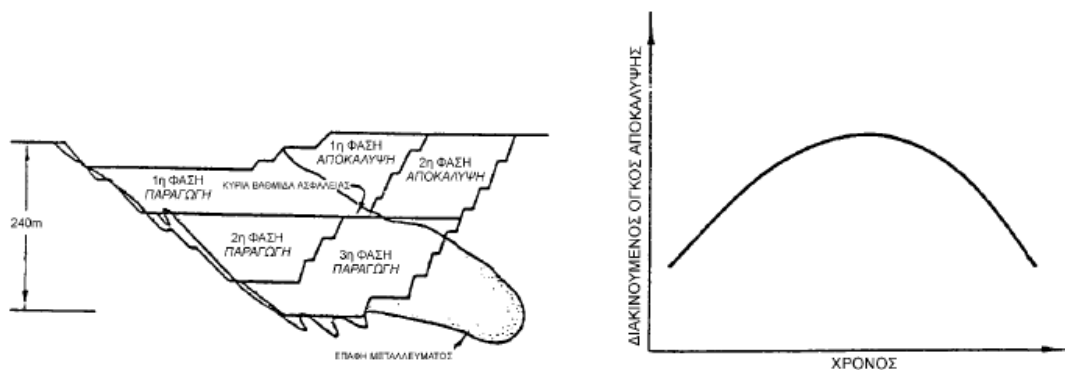 1η ΦΑΣΗ
ΑΠΟΚΑΛΥΨΗ
2η ΦΑΣΗ
ΑΠΟΚΑΛΥΨΗ
1η ΦΑΣΗ
ΠΑΡΑΓΩΓΗ
ΚΥΡΙΑ ΒΑΘΜΙΔΑ ΑΣΦΑΛΕΙΑΣ
240m
2η ΦΑΣΗ
ΠΑΡΑΓΩΓΗ
3η ΦΑΣΗ
ΠΑΡΑΓΩΓΗ
ΕΠΑΦΗ ΜΕΤΑΛΛΕΥΜΑΤΟΣ
ΔΙΑΚΙΝΟΥΜΕΝΟΣ ΟΓΚΟΣ ΑΠΟΚΑΛΥΨΗΣ
ΧΡΟΝΟΣ